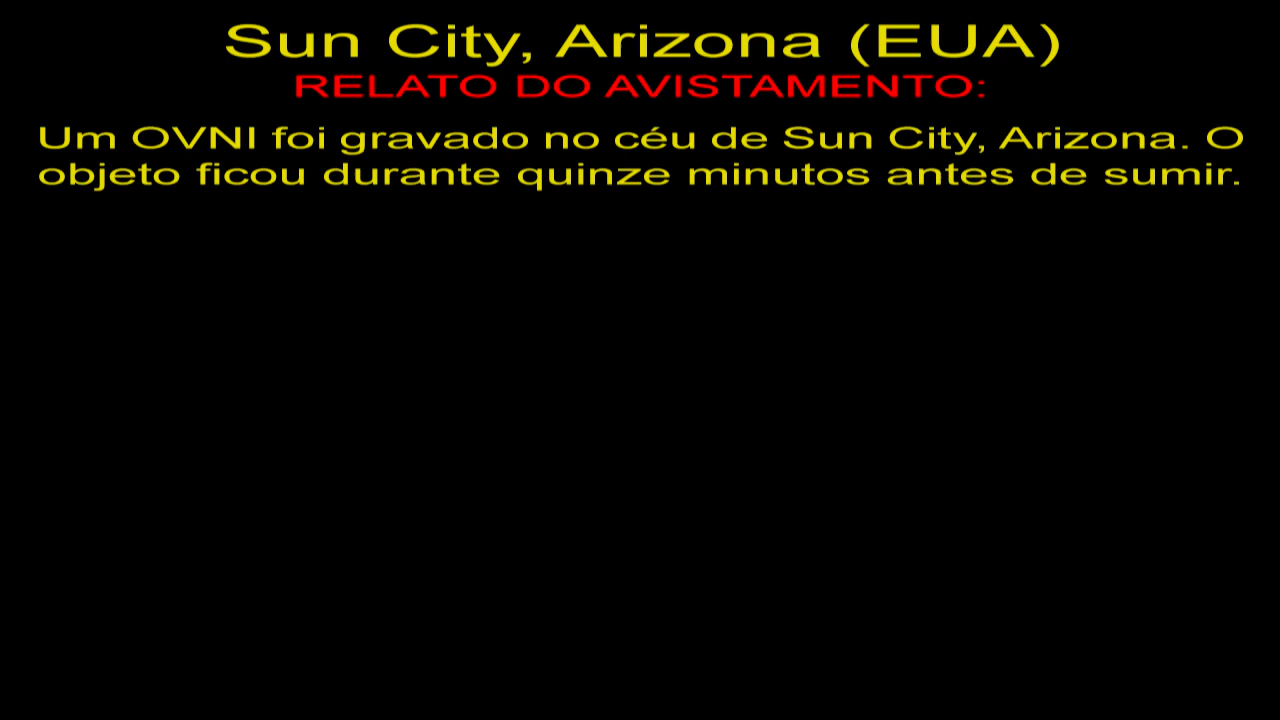 Sun City, Arizona (EUA)
RELATO DO AVISTAMENTO:
Um OVNI foi gravado no céu de Sun City, Arizona. O
objeto ficou durante quinze minutos antes de sumir.